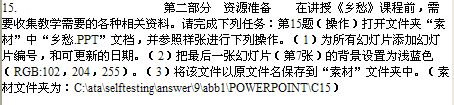 15.                第二部分　资源准备　　在讲授《乡愁》课程前,
需要收集教学需要的各种相关资料。请完成下列任务：第15题(操作)打开文件夹“素
材”中“乡愁.PPT”文档，并参照样张进行下列操作。（1）为所有幻灯片添加幻灯
片编号，和可更新的日期。（2）把最后一张幻灯片（第7张）的背景设置为浅蓝色
（RGB:102，204，255）。（3）将该文件以原文件名保存到“素材”文件夹中。（素
材文件夹为：C:\ata\selftesting\answer\9\abb1\POWERPOINT\C15）